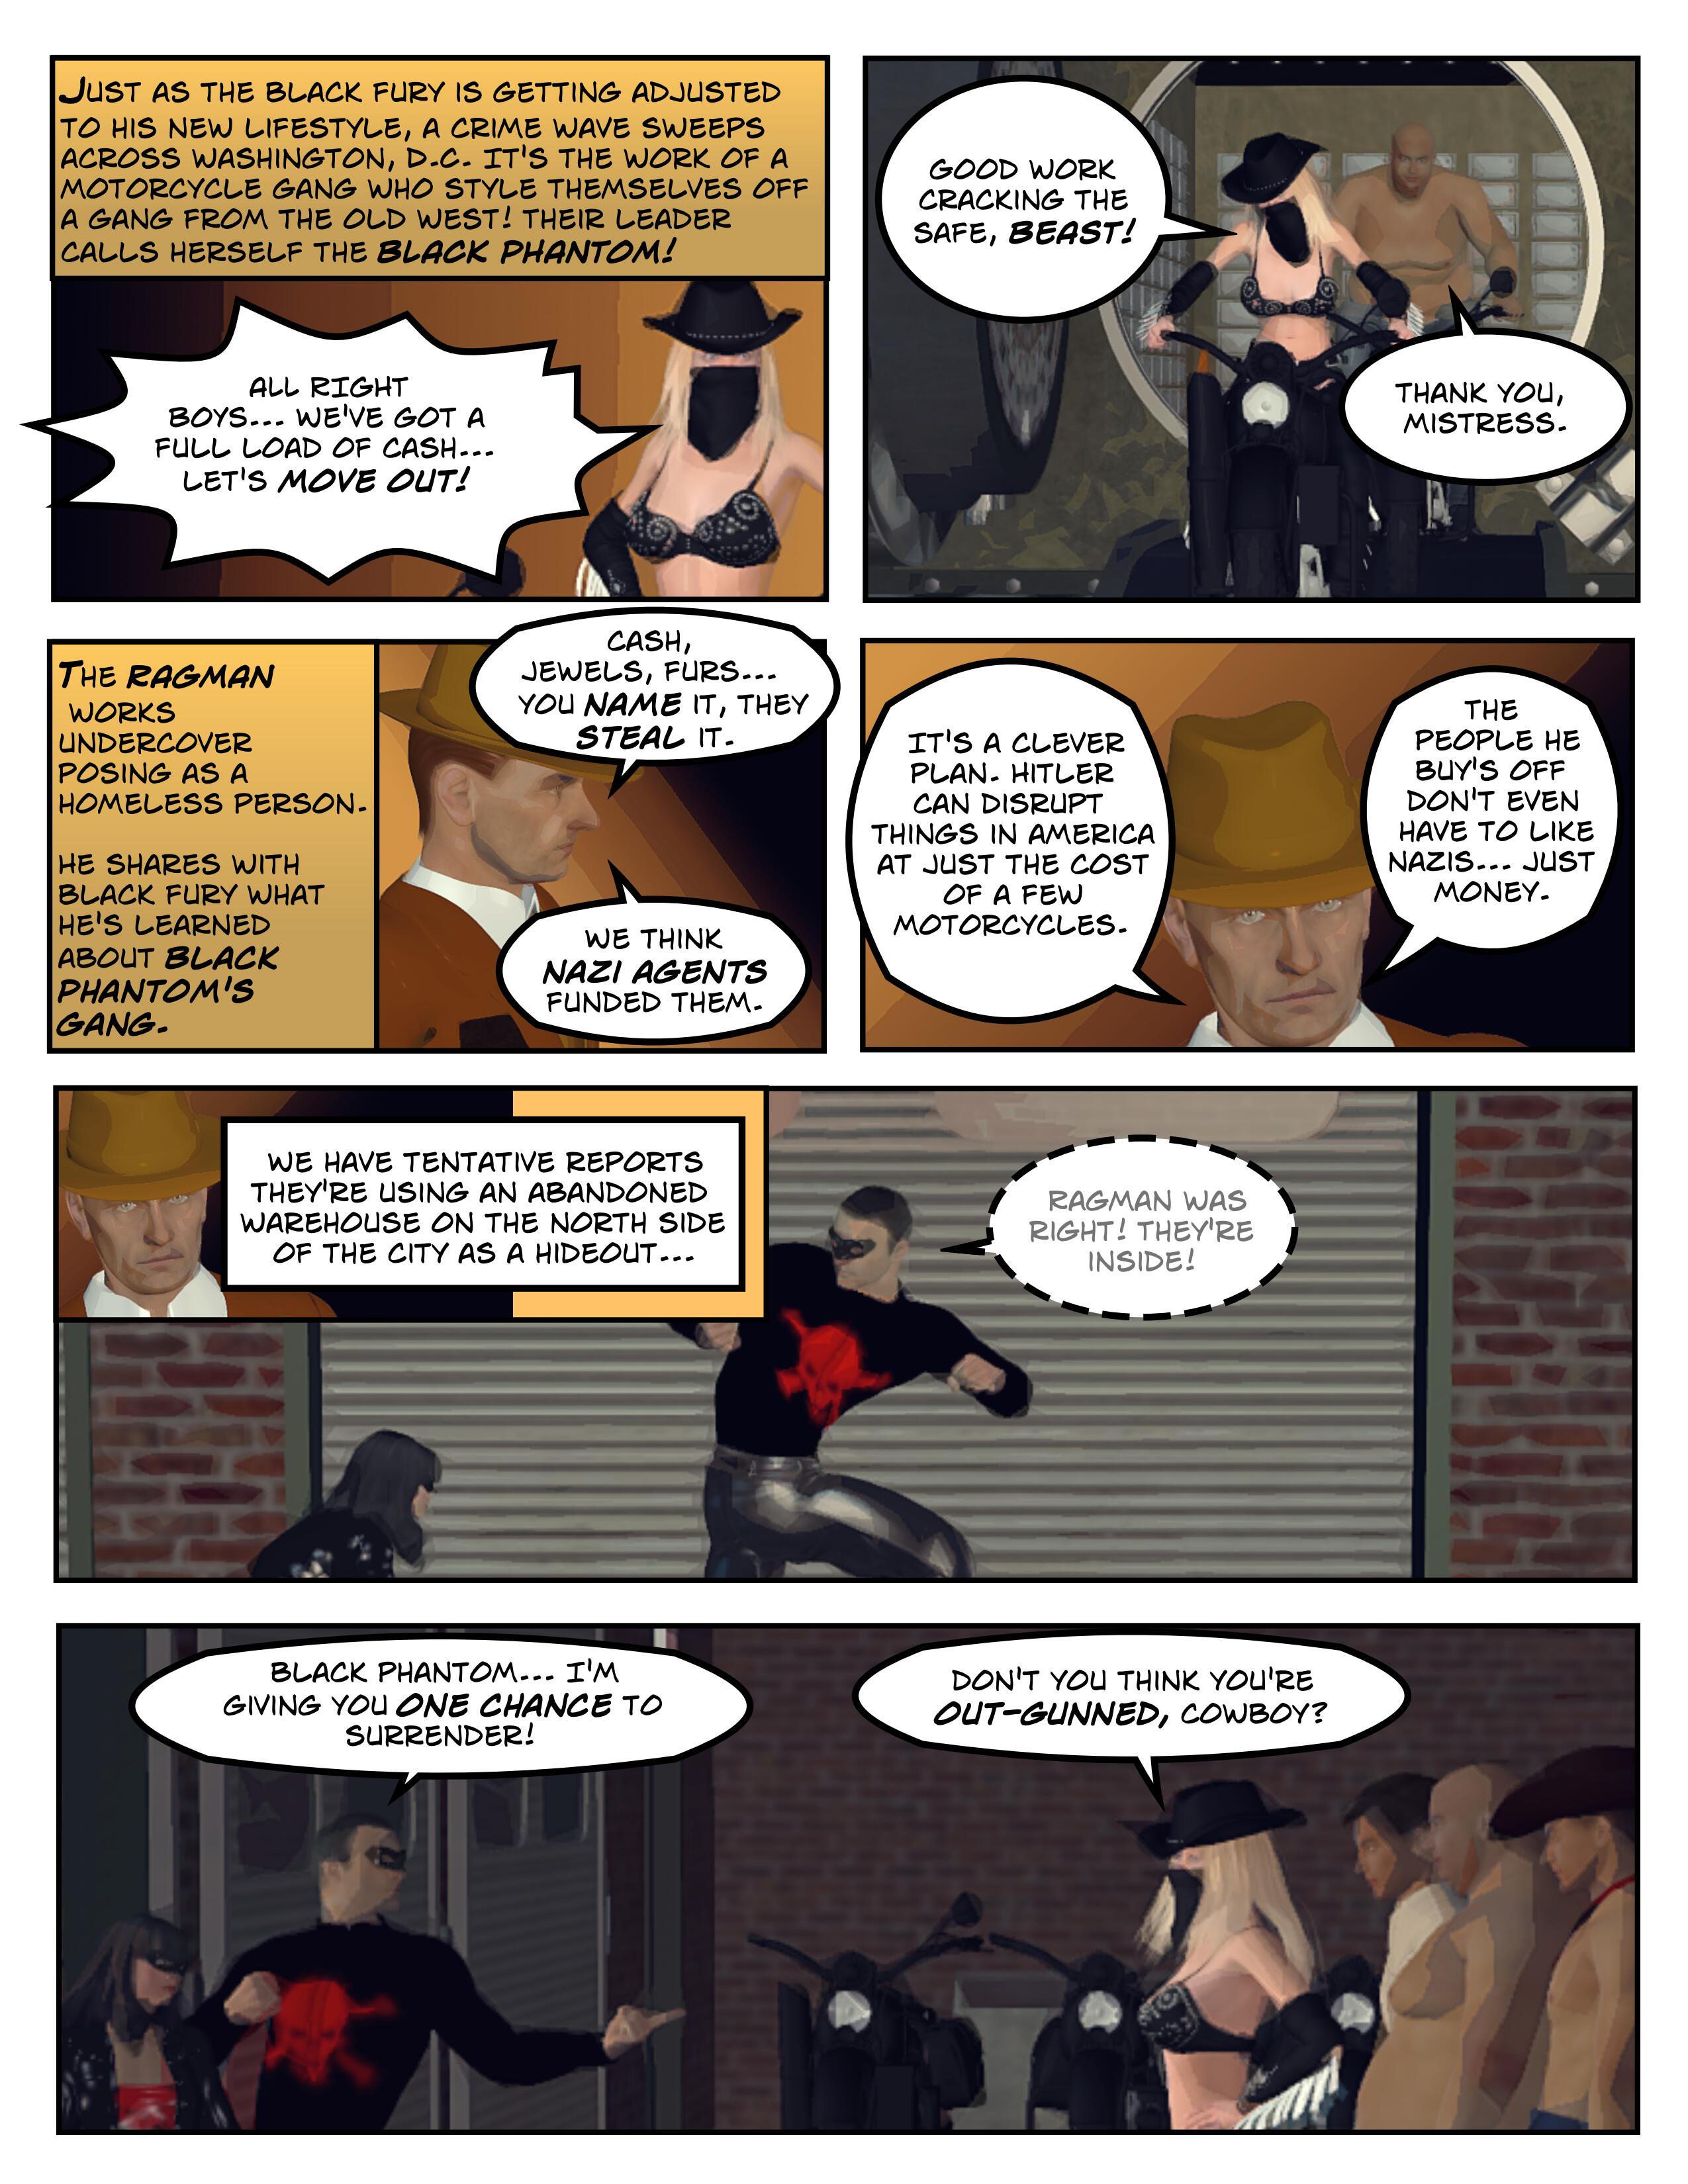 JUST AS THE BLACK FURY IS GETTING ADJUSTED
TO HIS NEW LIFESTYLE, A CRIME WAVE SWEEPS
ACROSS WASHINGTON, D.C. IT'S THE WORK OF A
MOTORCYCLE GANG WHO STYLE THEMSELVES OFF
A GANG FROM THE OLD WEST! THEIR LEADER
CALLS HERSELF THE BLACK PHANTOM!
ALL RIGHT
BOYS... WE'VE GOT A
FULL LOAD OF CASH...
LET'S MOVE OUT!
GOOD WORK
CRACKING THE
SAFE, BEAST!
THANK YOU,
MISTRESS.
THE RAGMAN
WORKS
UNDERCOVER
POSING AS A
HOMELESS PERSON.
HE SHARES WITH
BLACK FURY WHAT
HE'S LEARNED
ABOUT BLACK
PHANTOM'S
GANG.
CASH,
JEWELS, FURS...
YOU NAME IT, THEY
STEAL IT.
WE THINK
NAZI AGENTS
FUNDED THEM.
IT'S A CLEVER
PLAN. HITLER
CAN DISRUPT
THINGS IN AMERICA
AT JUST THE COST
OF A FEW
MOTORCYCLES.
THE
PEOPLE HE
BUY'S OFF
DON'T EVEN
HAVE TO LIKE
NAZIS... JUST
MONEY.
WE HAVE TENTATIVE REPORTS
THEY'RE USING AN ABANDONED
WAREHOUSE ON THE NORTH SIDE
OF THE CITY AS A HIDEOUT...
RAGMAN WAS
RIGHT! THEY'RE
INSIDE!
BLACK PHANTOM... I'M
GIVING YOU ONE CHANCE TO
SURRENDER!
DON'T YOU THINK YOU'RE
OUT-GUNNED, COWBOY?